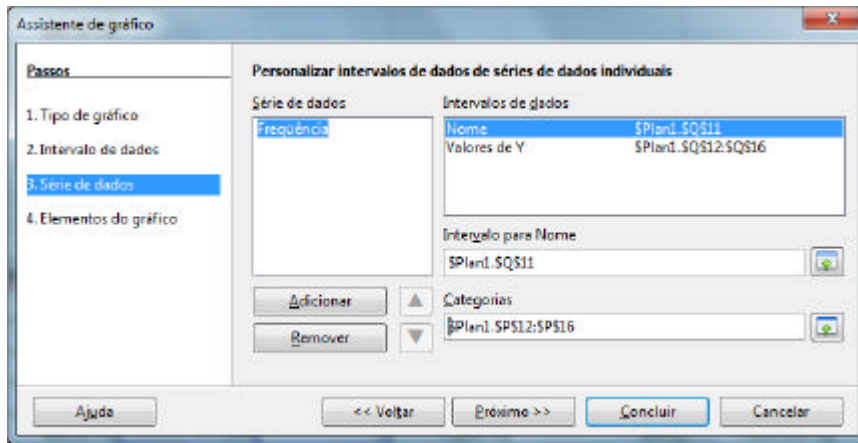 Assistente de gráfico
Passos
1. Tipo de gráfico
2. Intervalo de dados
3. Série de dados
4. Elementos do gráfico
Personalizar intervalos de dados de séries de dados individuais
Série de dados
Freqüência
Adicionar
Remover
Intervalos de dados
Nome $Plan1.$Q$11
Valores de Y $Plan1.$Q$12:$Q$16
Intervalo para Nome
$Plan1.$Q$11
Categorias
$Plan1.$P$12:$P$16
Ajuda
<< Voltar
Próximo >>
Concluir
Cancelar